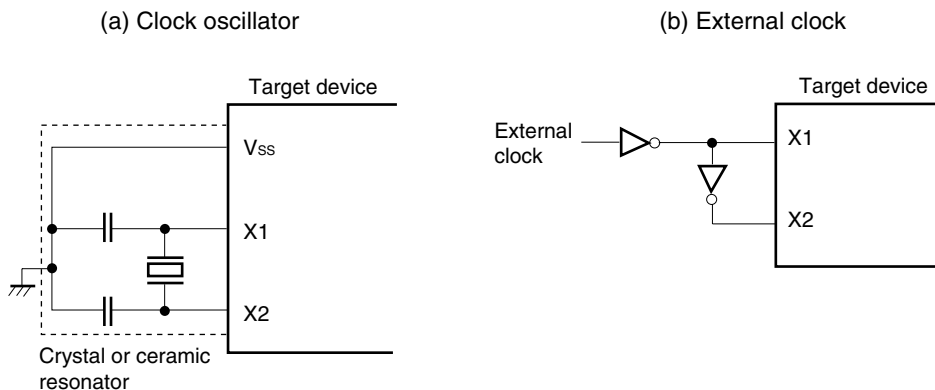 (a) Clock oscillator
Target device
VSS
X1
X2
Crystal or ceramic
resonator
(b) External clock
Target device
External
clock
X1
X2